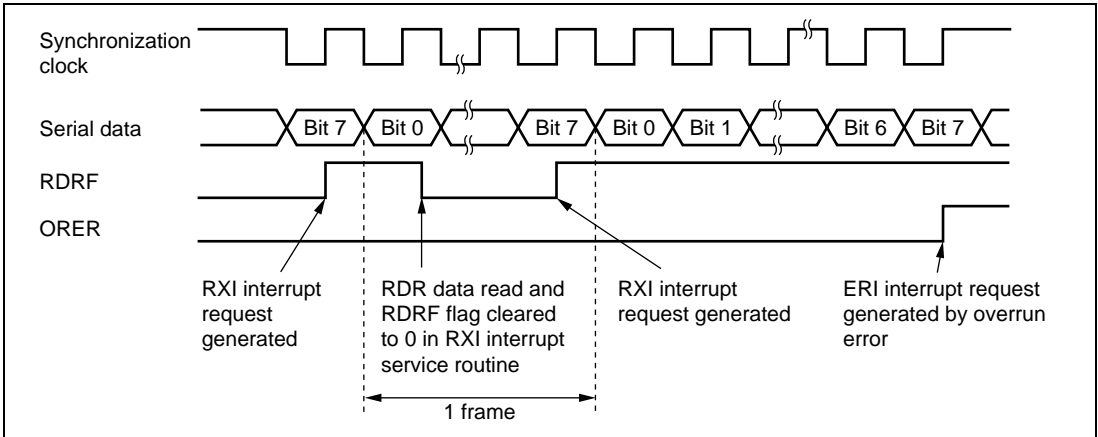 Synchronization
clock
Serial data
Bit 7 Bit 0 Bit 7 Bit 0 Bit 1 Bit 6 Bit 7
RDRF
ORER
RXI interrupt
request
generated
RDR data read and
RDRF flag cleared
to 0 in RXI interrupt
service routine
RXI interrupt
request generated
ERI interrupt request
generated by overrun
error
1 frame